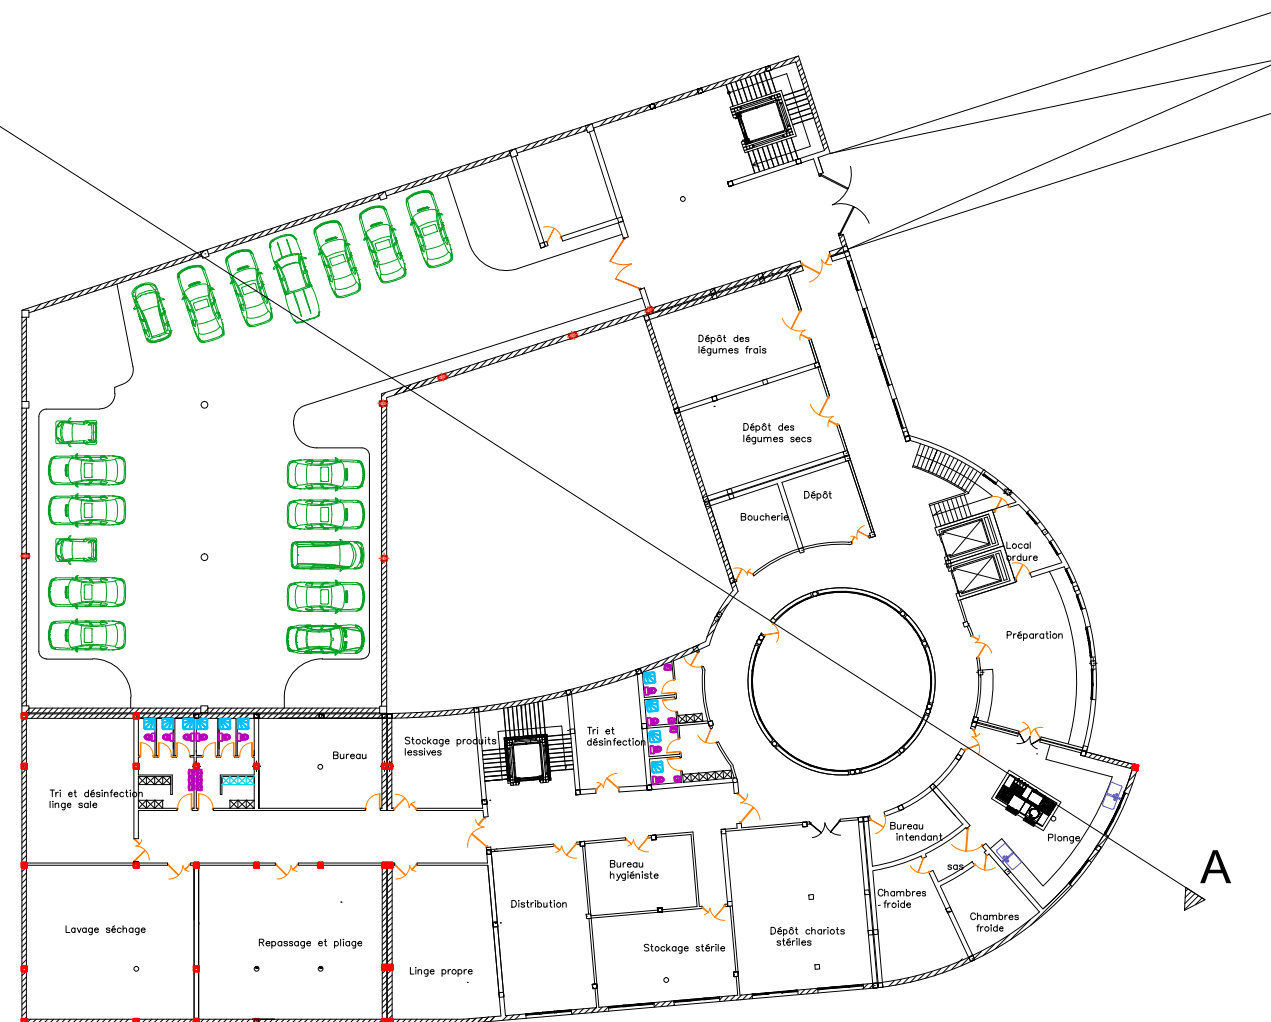 Dépôt des
légumes frais
Dépôt des
légumes secs
Dépôt
Boucherie
Local
ordure
Préparation
Tri et
désinfection
Stockage produits
lessives
Bureau
Tri et désinfection
linge sale
Bureau
intendant
Plonge
sas
A
Bureau
hygiéniste
Chambres
froide
Distribution
Chambres
froide
Lavage séchage
Repassage et pliage
Stockage stérile
Dépôt chariots
stériles
Linge propre